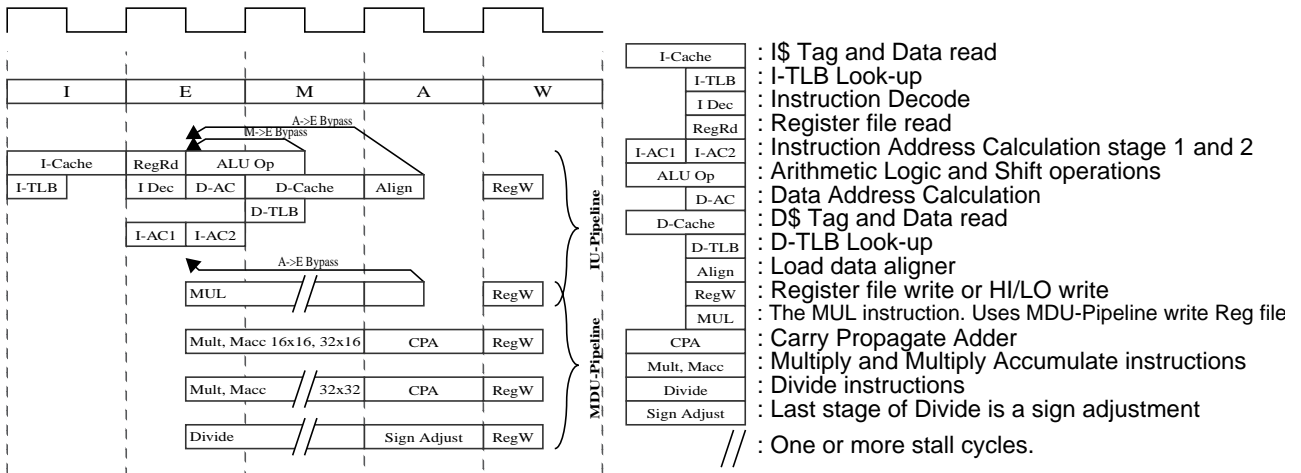 I E M A W
A->E Bypass
M->E Bypass
I-Cache RegRd ALU Op
I-TLB I Dec D-AC D-Cache Align RegW
D-TLB
I-AC1 I-AC2
A->E Bypass
MUL RegW
Mult, Macc 16x16, 32x16 CPA RegW
Mult, Macc 32x32 CPA RegW
Divide Sign Adjust RegW
IU-Pipeline
MDU-Pipeline
I-Cache : I$ Tag and Data read
I-TLB : I-TLB Look-up
I Dec : Instruction Decode
RegRd : Register file read
I-AC1 I-AC2 : Instruction Address Calculation stage 1 and 2
ALU Op : Arithmetic Logic and Shift operations
D-AC : Data Address Calculation
D-Cache : D$ Tag and Data read
D-TLB : D-TLB Look-up
Align : Load data aligner
RegW : Register file write or HI/LO write
MUL : The MUL instruction. Uses MDU-Pipeline write Reg file
CPA : Carry Propagate Adder
Mult, Macc : Multiply and Multiply Accumulate instructions
Divide : Divide instructions
Sign Adjust : Last stage of Divide is a sign adjustment
// : One or more stall cycles.